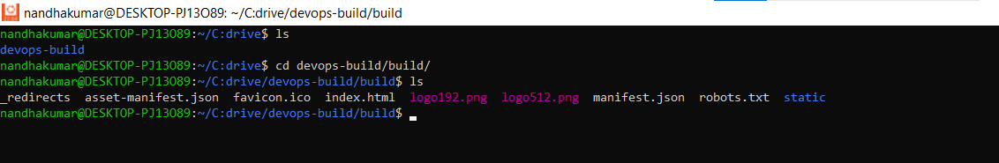 nandhakumar@DESKTOP-PJ13O89: ~/C:drive/devops-build/build
nandhakumar@DESKTOP-PJ13O89:~/C:drive$ ls
devops-build
nandhakumar@DESKTOP-PJ13O89:~/C:drive$ cd devops-build/build/
nandhakumar@DESKTOP-PJ13O89:~/C:drive/devops-build/build$ ls
_redirects  asset-manifest.json  favicon.ico  index.html  logo192.png  logo512.png  manifest.json  robots.txt  static
nandhakumar@DESKTOP-PJ13O89:~/C:drive/devops-build/build$